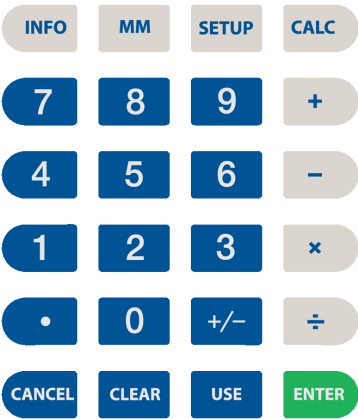 INFO MM SETUP CALC
7 8 9 +
4 5 6 −
1 2 3 ×
• 0 +/− ÷
CANCEL CLEAR USE ENTER